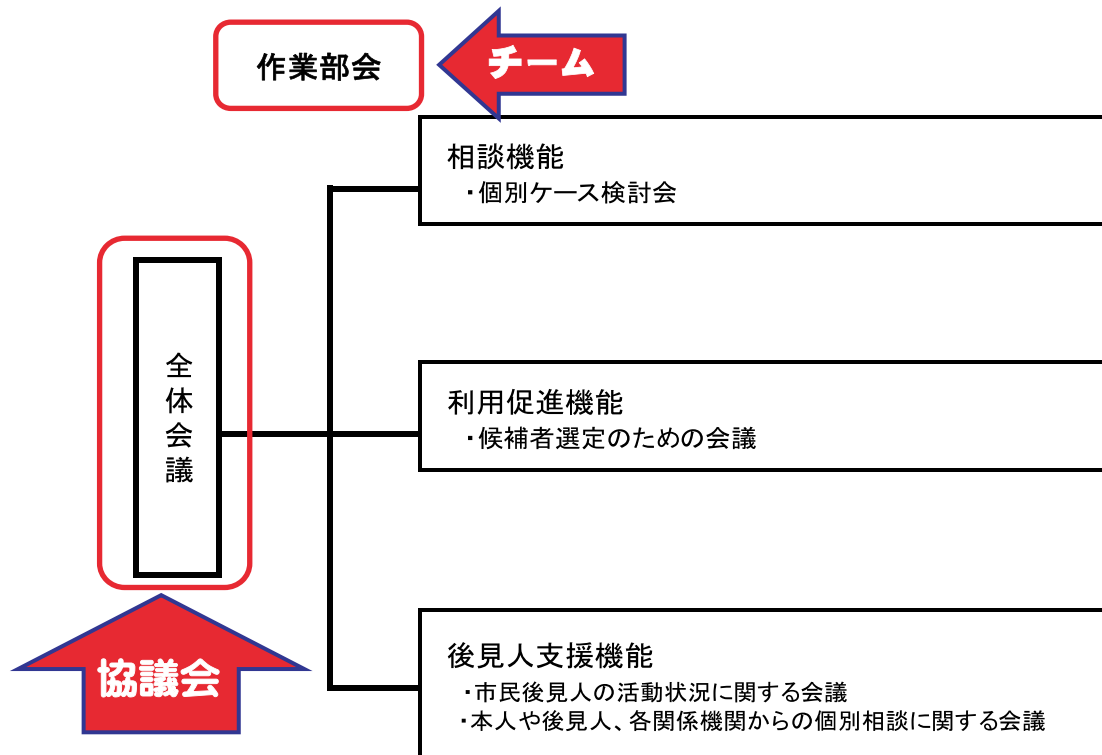 作業部会
チーム
相談機能
・個別ケース検討会
全体会議
利用促進機能
・候補者選定のための会議
協議会
後見人支援機能
・市民後見人の活動状況に関する会議
・本人や後見人、各関係機関からの個別相談に関する会議